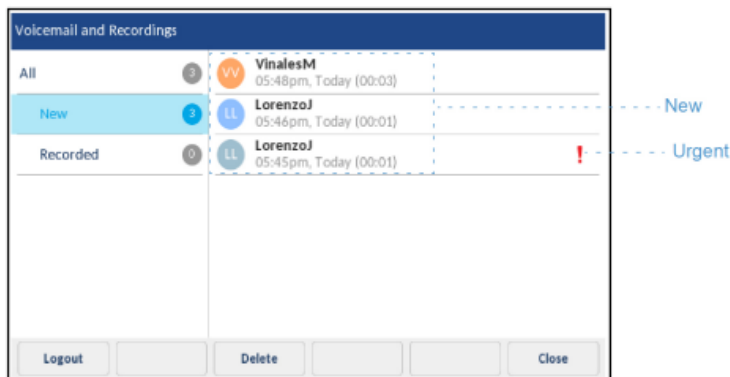 Voicemail and Recordings
All 3
New 3
Recorded 0
VV VinalesM
05:48pm, Today (00:03)
LL LorenzoJ
05:46pm, Today (00:01)
LL LorenzoJ
05:45pm, Today (00:01) !
New
Urgent
Logout Delete Close